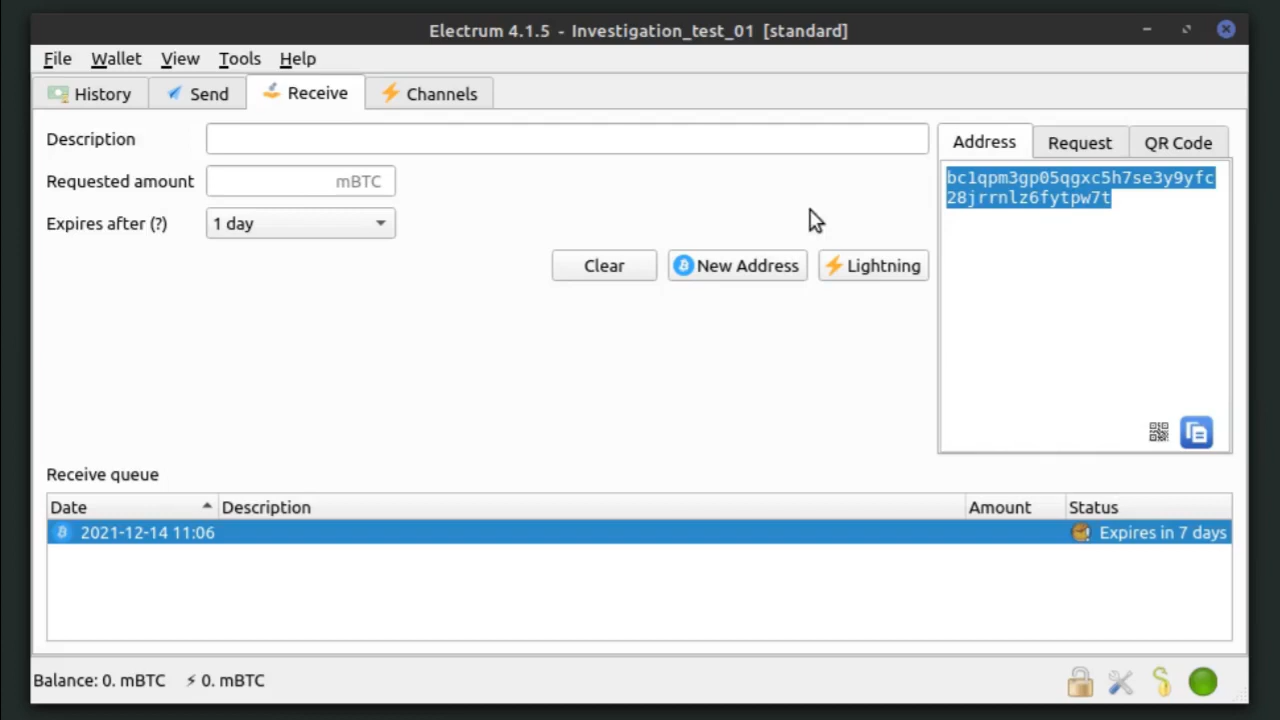 Electrum 4.1.5 - Investigation_test_01 [standard]
File Wallet View Tools Help
History Send Receive Channels
Description
Requested amount mBTC
Expires after (?) 1 day
Clear New Address Lightning
Address Request QR Code
bc1qpm3gp05qgxc5h7se3y9yfc
28jrrnlz6fytpw7t
Receive queue
Date Description Amount Status
2021-12-14 11:06 Expires in 7 days
Balance: 0. mBTC ⚡ 0. mBTC